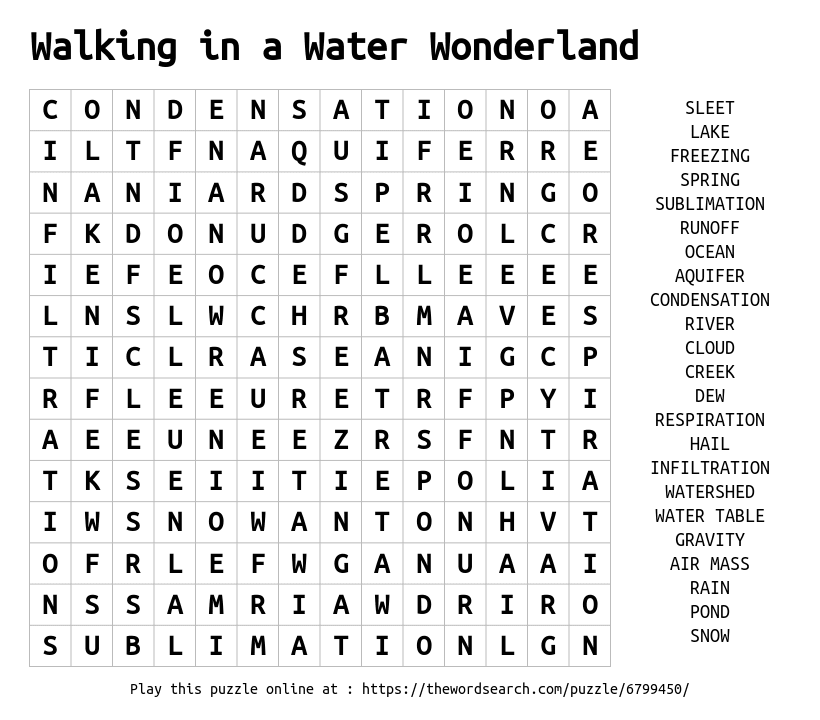 Walking in a Water Wonderland
C O N D E N S A T I O N O A
I L T F N A Q U I F E R R E
N A N I A R D S P R I N G O
F K D O N U D G E R O L C R
I E F E O C E F L L E E E E
L N S L W C H R B M A V E S
T I C L R A S E A N I G C P
R F L E E U R E T R F P Y I
A E E U N E E Z R S F N T R
T K S E I I T I E P O L I A
I W S N O W A N T O N H V T
O F R L E F W G A N U A A I
N S S A M R I A W D R I R O
S U B L I M A T I O N L G N
SLEET
LAKE
FREEZING
SPRING
SUBLIMATION
RUNOFF
OCEAN
AQUIFER
CONDENSATION
RIVER
CLOUD
CREEK
DEW
RESPIRATION
HAIL
INFILTRATION
WATERSHED
WATER TABLE
GRAVITY
AIR MASS
RAIN
POND
SNOW
Play this puzzle online at : https://thewordsearch.com/puzzle/6799450/